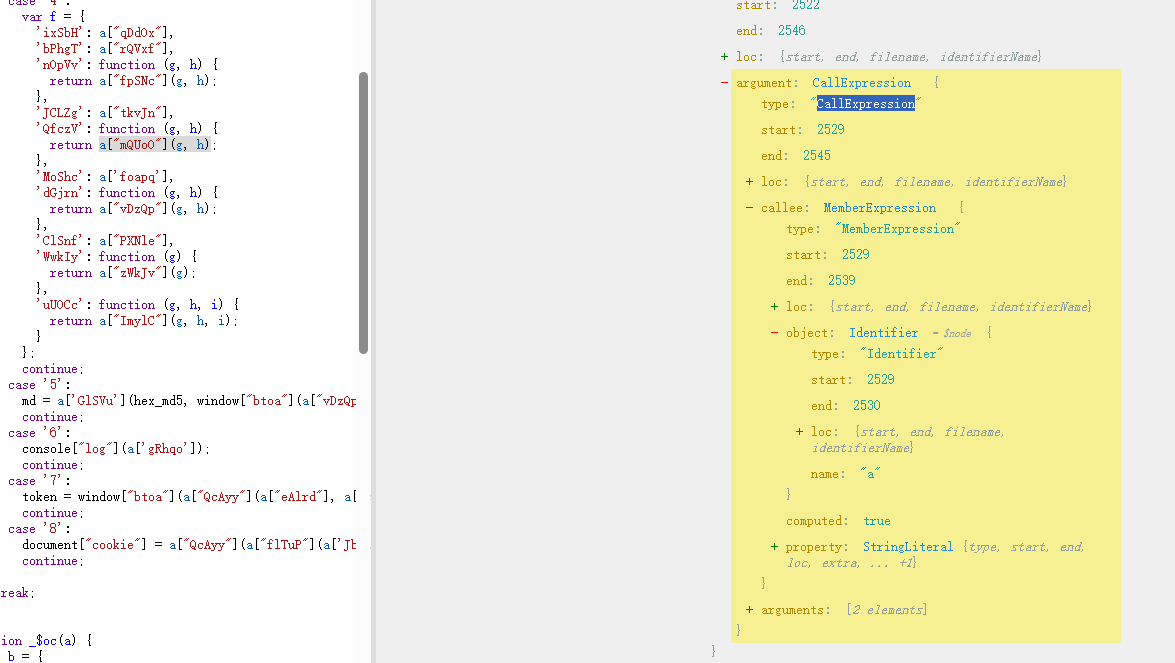 case '4':
var f = {
'ixSbH': a["qDdOx"],
'bPhgT': a["rQVxf"],
'nOpVv': function (g, h) {
return a["fpSNc"](g, h);
},
'JCLZg': a["tkvJn"],
'QfczV': function (g, h) {
return a["mQUoO"](g, h);
},
'MoShc': a['foapq'],
'dGjrn': function (g, h) {
return a["vDzQp"](g, h);
},
'ClSnf': a["PXNle"],
'WwkIy': function (g) {
return a["zWkJv"](g);
},
'uUOCc': function (g, h, i) {
return a["ImylC"](g, h, i);
}
};
continue;
case '5':
md = a['GlSVu'](hex_md5, window["btoa"](a["vDzQp
continue;
case '6':
console["log"](a['gRhqo']);
continue;
case '7':
token = window["btoa"](a["QcAyy"](a["eAlrd"], a[
continue;
case '8':
document["cookie"] = a["QcAyy"](a["flTuP"](a['Jb
continue;
reak;
ion _$oc(a) {
b = {
start: 2522
end: 2546
+ loc: {start, end, filename, identifierName}
- argument: CallExpression {
type: "CallExpression"
start: 2529
end: 2545
+ loc: {start, end, filename, identifierName}
- callee: MemberExpression {
type: "MemberExpression"
start: 2529
end: 2539
+ loc: {start, end, filename, identifierName}
- object: Identifier = $node {
type: "Identifier"
start: 2529
end: 2530
+ loc: {start, end, filename,
identifierName}
name: "a"
}
computed: true
+ property: StringLiteral {type, start, end,
loc, extra, ... +1}
}
+ arguments: [2 elements]
}
}